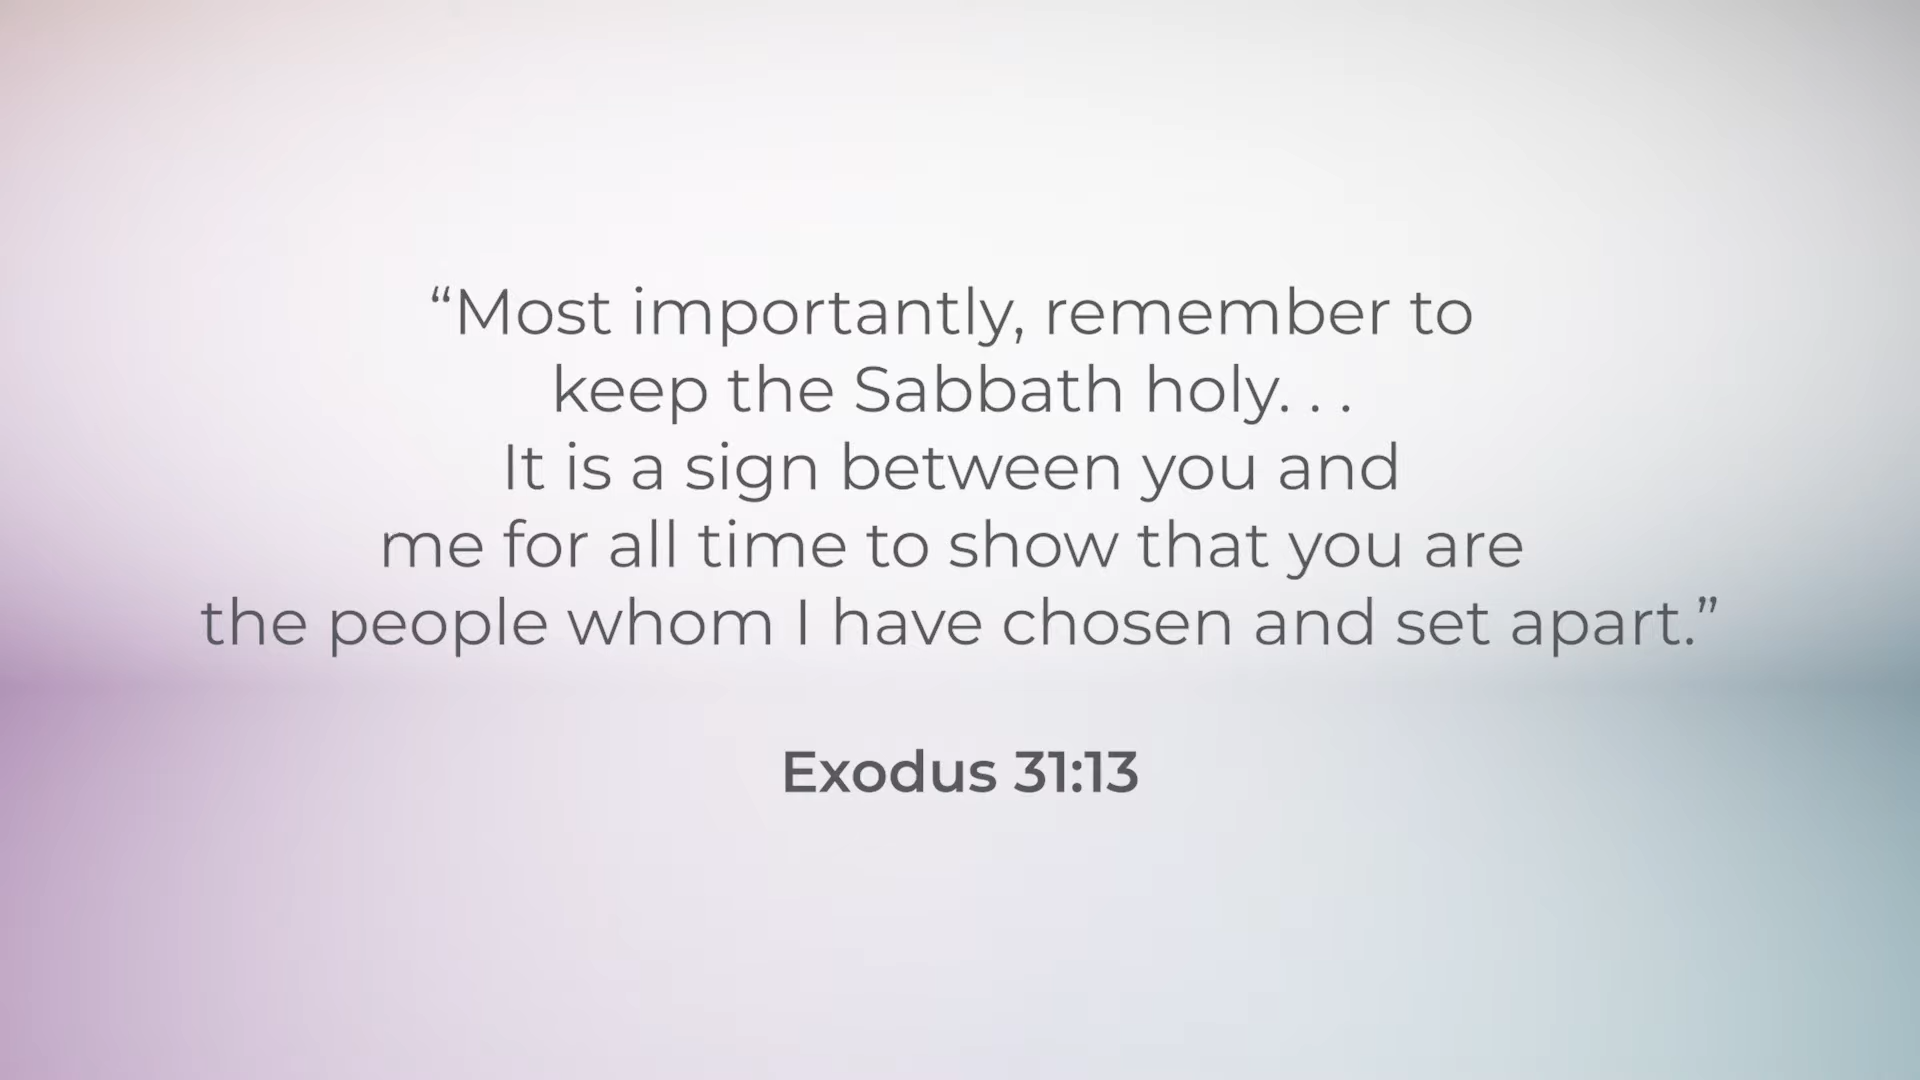 “Most importantly, remember to
keep the Sabbath holy. . .
It is a sign between you and
me for all time to show that you are
the people whom I have chosen and set apart.”
Exodus 31:13